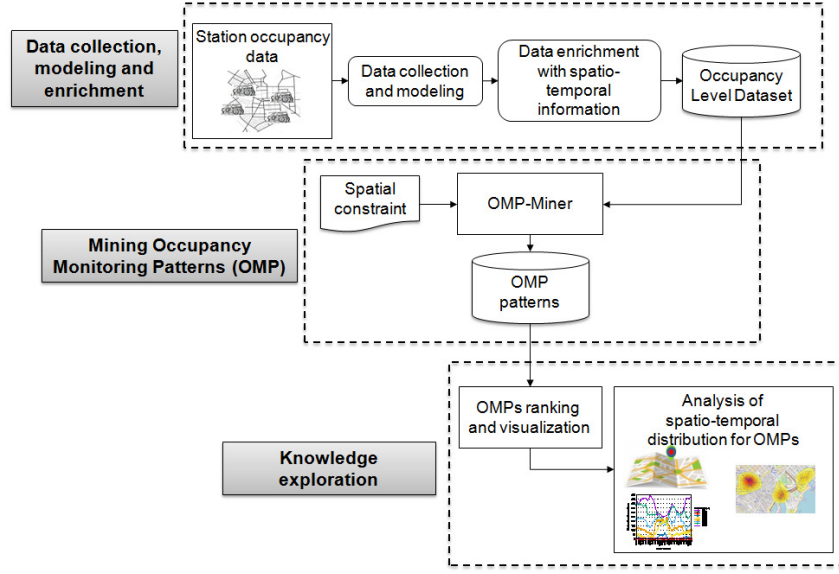 Data collection,
modeling and
enrichment
Station occupancy
data
Data collection
and modeling
Data enrichment
with spatio-
temporal
information
Occupancy
Level Dataset
Mining Occupancy
Monitoring Patterns (OMP)
Spatial
constraint
OMP-Miner
OMP
patterns
Knowledge
exploration
OMPs ranking
and visualization
Analysis of
spatio-temporal
distribution for OMPs